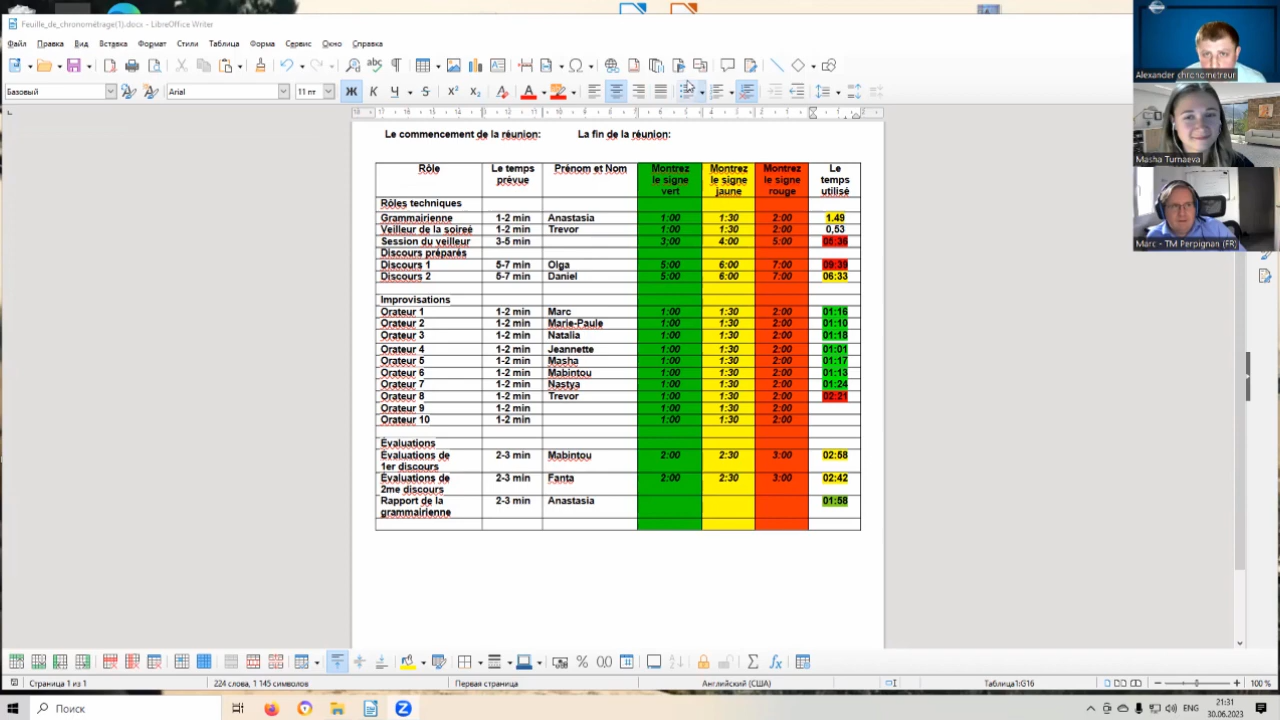 Feuille_de_chronométrage(1).docx - LibreOffice Writer
Файл Правка Вид Вставка Формат Стили Таблица Форма Сервис Окно Справка
Базовый Arial 11 пт Ж К Ч S
Le commencement de la réunion: La fin de la réunion:
Rôle Le temps prévue Prénom et Nom Montrez le signe vert Montrez le signe jaune Montrez le signe rouge Le temps utilisé
Rôles techniques
Grammairienne 1-2 min Anastasia 1:00 1:30 2:00 1.49
Veilleur de la soireé 1-2 min Trevor 1:00 1:30 2:00 0,53
Session du veilleur 3-5 min 3:00 4:00 5:00 05:36
Discours préparés
Discours 1 5-7 min Olga 5:00 6:00 7:00 09:39
Discours 2 5-7 min Daniel 5:00 6:00 7:00 06:33
Improvisations
Orateur 1 1-2 min Marc 1:00 1:30 2:00 01:16
Orateur 2 1-2 min Marie-Paule 1:00 1:30 2:00 01:10
Orateur 3 1-2 min Natalia 1:00 1:30 2:00 01:18
Orateur 4 1-2 min Jeannette 1:00 1:30 2:00 01:01
Orateur 5 1-2 min Masha 1:00 1:30 2:00 01:17
Orateur 6 1-2 min Mabintou 1:00 1:30 2:00 01:13
Orateur 7 1-2 min Nastya 1:00 1:30 2:00 01:24
Orateur 8 1-2 min Trevor 1:00 1:30 2:00 02:21
Orateur 9 1-2 min 1:00 1:30 2:00
Orateur 10 1-2 min 1:00 1:30 2:00
Évaluations
Évaluations de 1er discours 2-3 min Mabintou 2:00 2:30 3:00 02:58
Évaluations de 2me discours 2-3 min Fanta 2:00 2:30 3:00 02:42
Rapport de la grammairienne 2-3 min Anastasia 01:58
Alexander chronométreur
Masha Tumaeva
Marc - TM Perpignan (FR)
Страница 1 из 1 224 слова, 1 145 символов Первая страница Английский (США) Таблица1:G16 100 %
Поиск ENG 21:31
30.06.2023